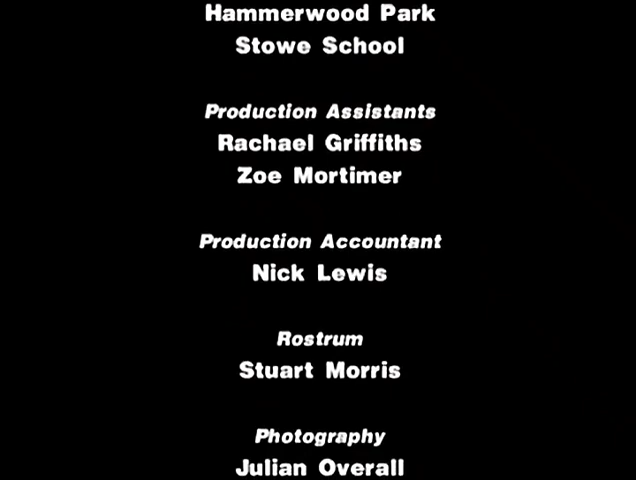 Hammerwood Park
Stowe School
Production Assistants
Rachael Griffiths
Zoe Mortimer
Production Accountant
Nick Lewis
Rostrum
Stuart Morris
Photography
Julian Overall